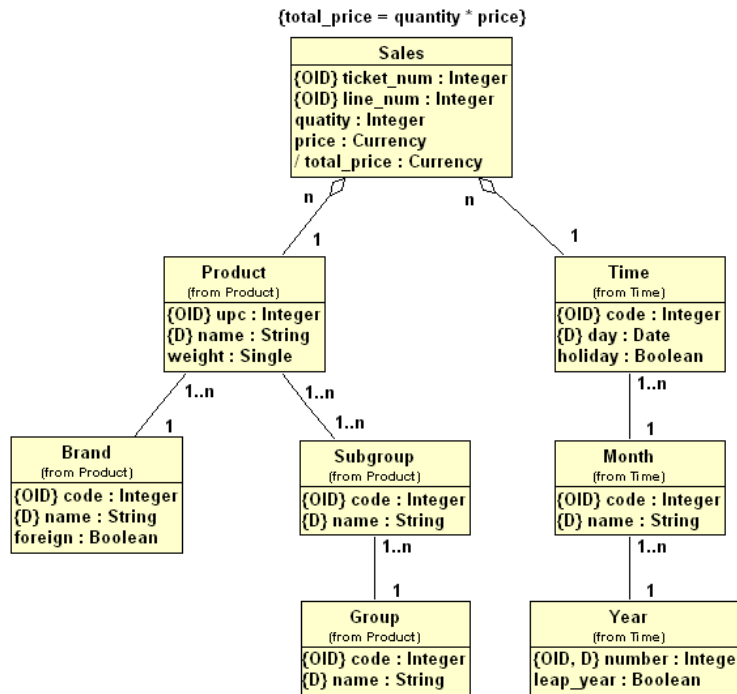 {total_price = quantity * price}
Sales
{OID} ticket_num : Integer
{OID} line_num : Integer
quatity : Integer
price : Currency
/ total_price : Currency
n
n
1
1
Product
(from Product)
{OID} upc : Integer
{D} name : String
weight : Single
Time
(from Time)
{OID} code : Integer
{D} day : Date
holiday : Boolean
1..n
1..n
1..n
1
1..n
1
Brand
(from Product)
{OID} code : Integer
{D} name : String
foreign : Boolean
Subgroup
(from Product)
{OID} code : Integer
{D} name : String
Month
(from Time)
{OID} code : Integer
{D} name : String
1..n
1..n
1
1
Group
(from Product)
{OID} code : Integer
{D} name : String
Year
(from Time)
{OID, D} number : Intege
leap_year : Boolean